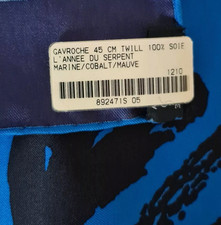 GAVROCHE 45 CM TWILL 100% SOIE
L'ANNEE DU SERPENT
MARINE/COBALT/MAUVE
1210
892471S 05